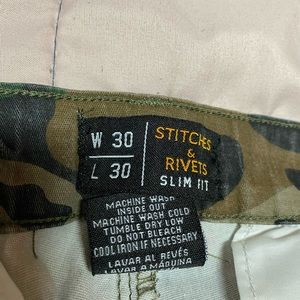 W 30
L 30
STITCHES
&
RIVETS
SLIM FIT
MACHINE WASH
INSIDE OUT
MACHINE WASH COLD
TUMBLE DRY LOW
DO NOT BLEACH
COOL IRON IF NECESSARY
LAVAR AL REVÉS
LAVAR A MÁQUINA